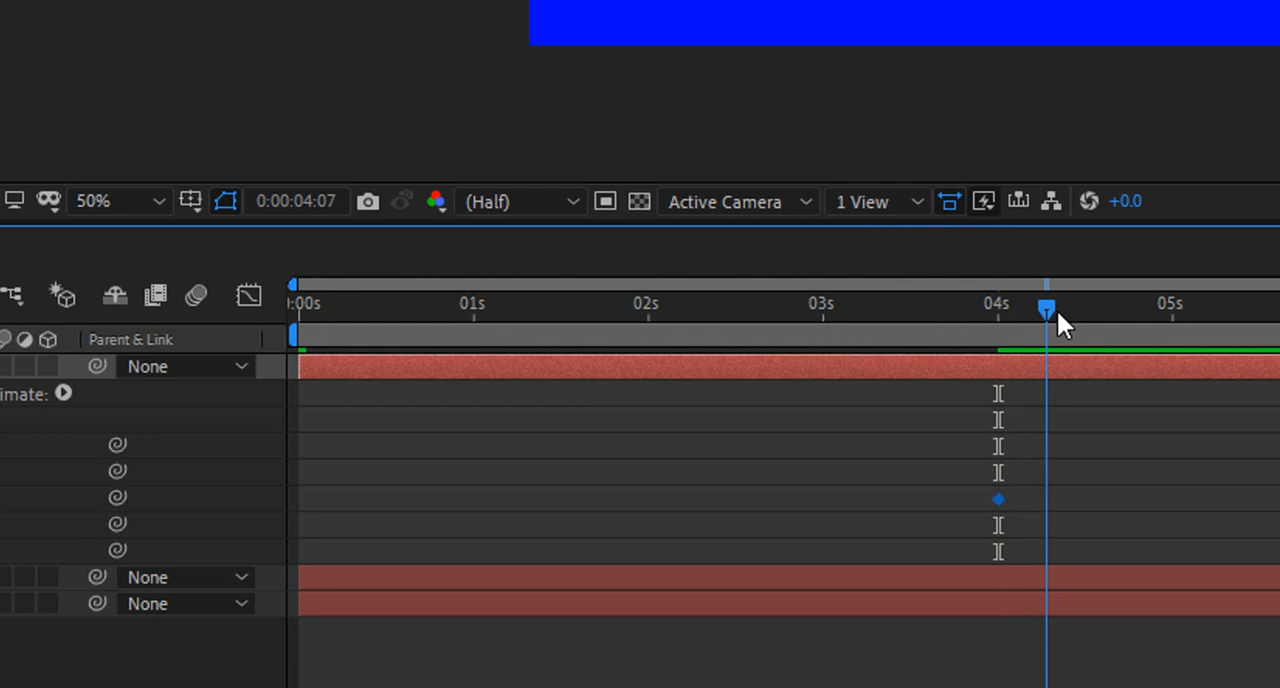 50% 0:00:04:07 (Half) Active Camera 1 View +0.0
:00s 01s 02s 03s 04s 05s
Parent & Link
None
imate:
None
None